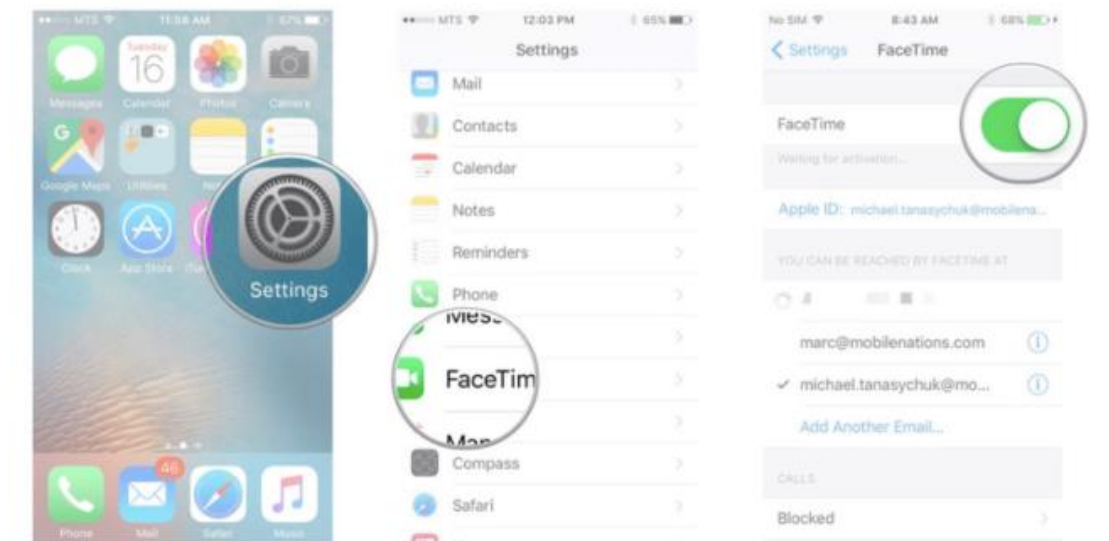 MTS 11:58 AM 67%
Tuesday
16
Messages Calendar Photos Camera
Google Maps Utilities
Settings
Clock App Store
46
Phone Mail Safari Music
MTS 12:03 PM 65%
Settings
Mail
Contacts
Calendar
Notes
Reminders
Phone
FaceTim
Compass
Safari
No SIM 8:43 AM 68%
Settings FaceTime
FaceTime
Waiting for activation...
Apple ID: michael.tanasychuk@mobilena...
YOU CAN BE REACHED BY FACETIME AT
marc@mobilenations.com
michael.tanasychuk@mo...
Add Another Email...
CALLS
Blocked